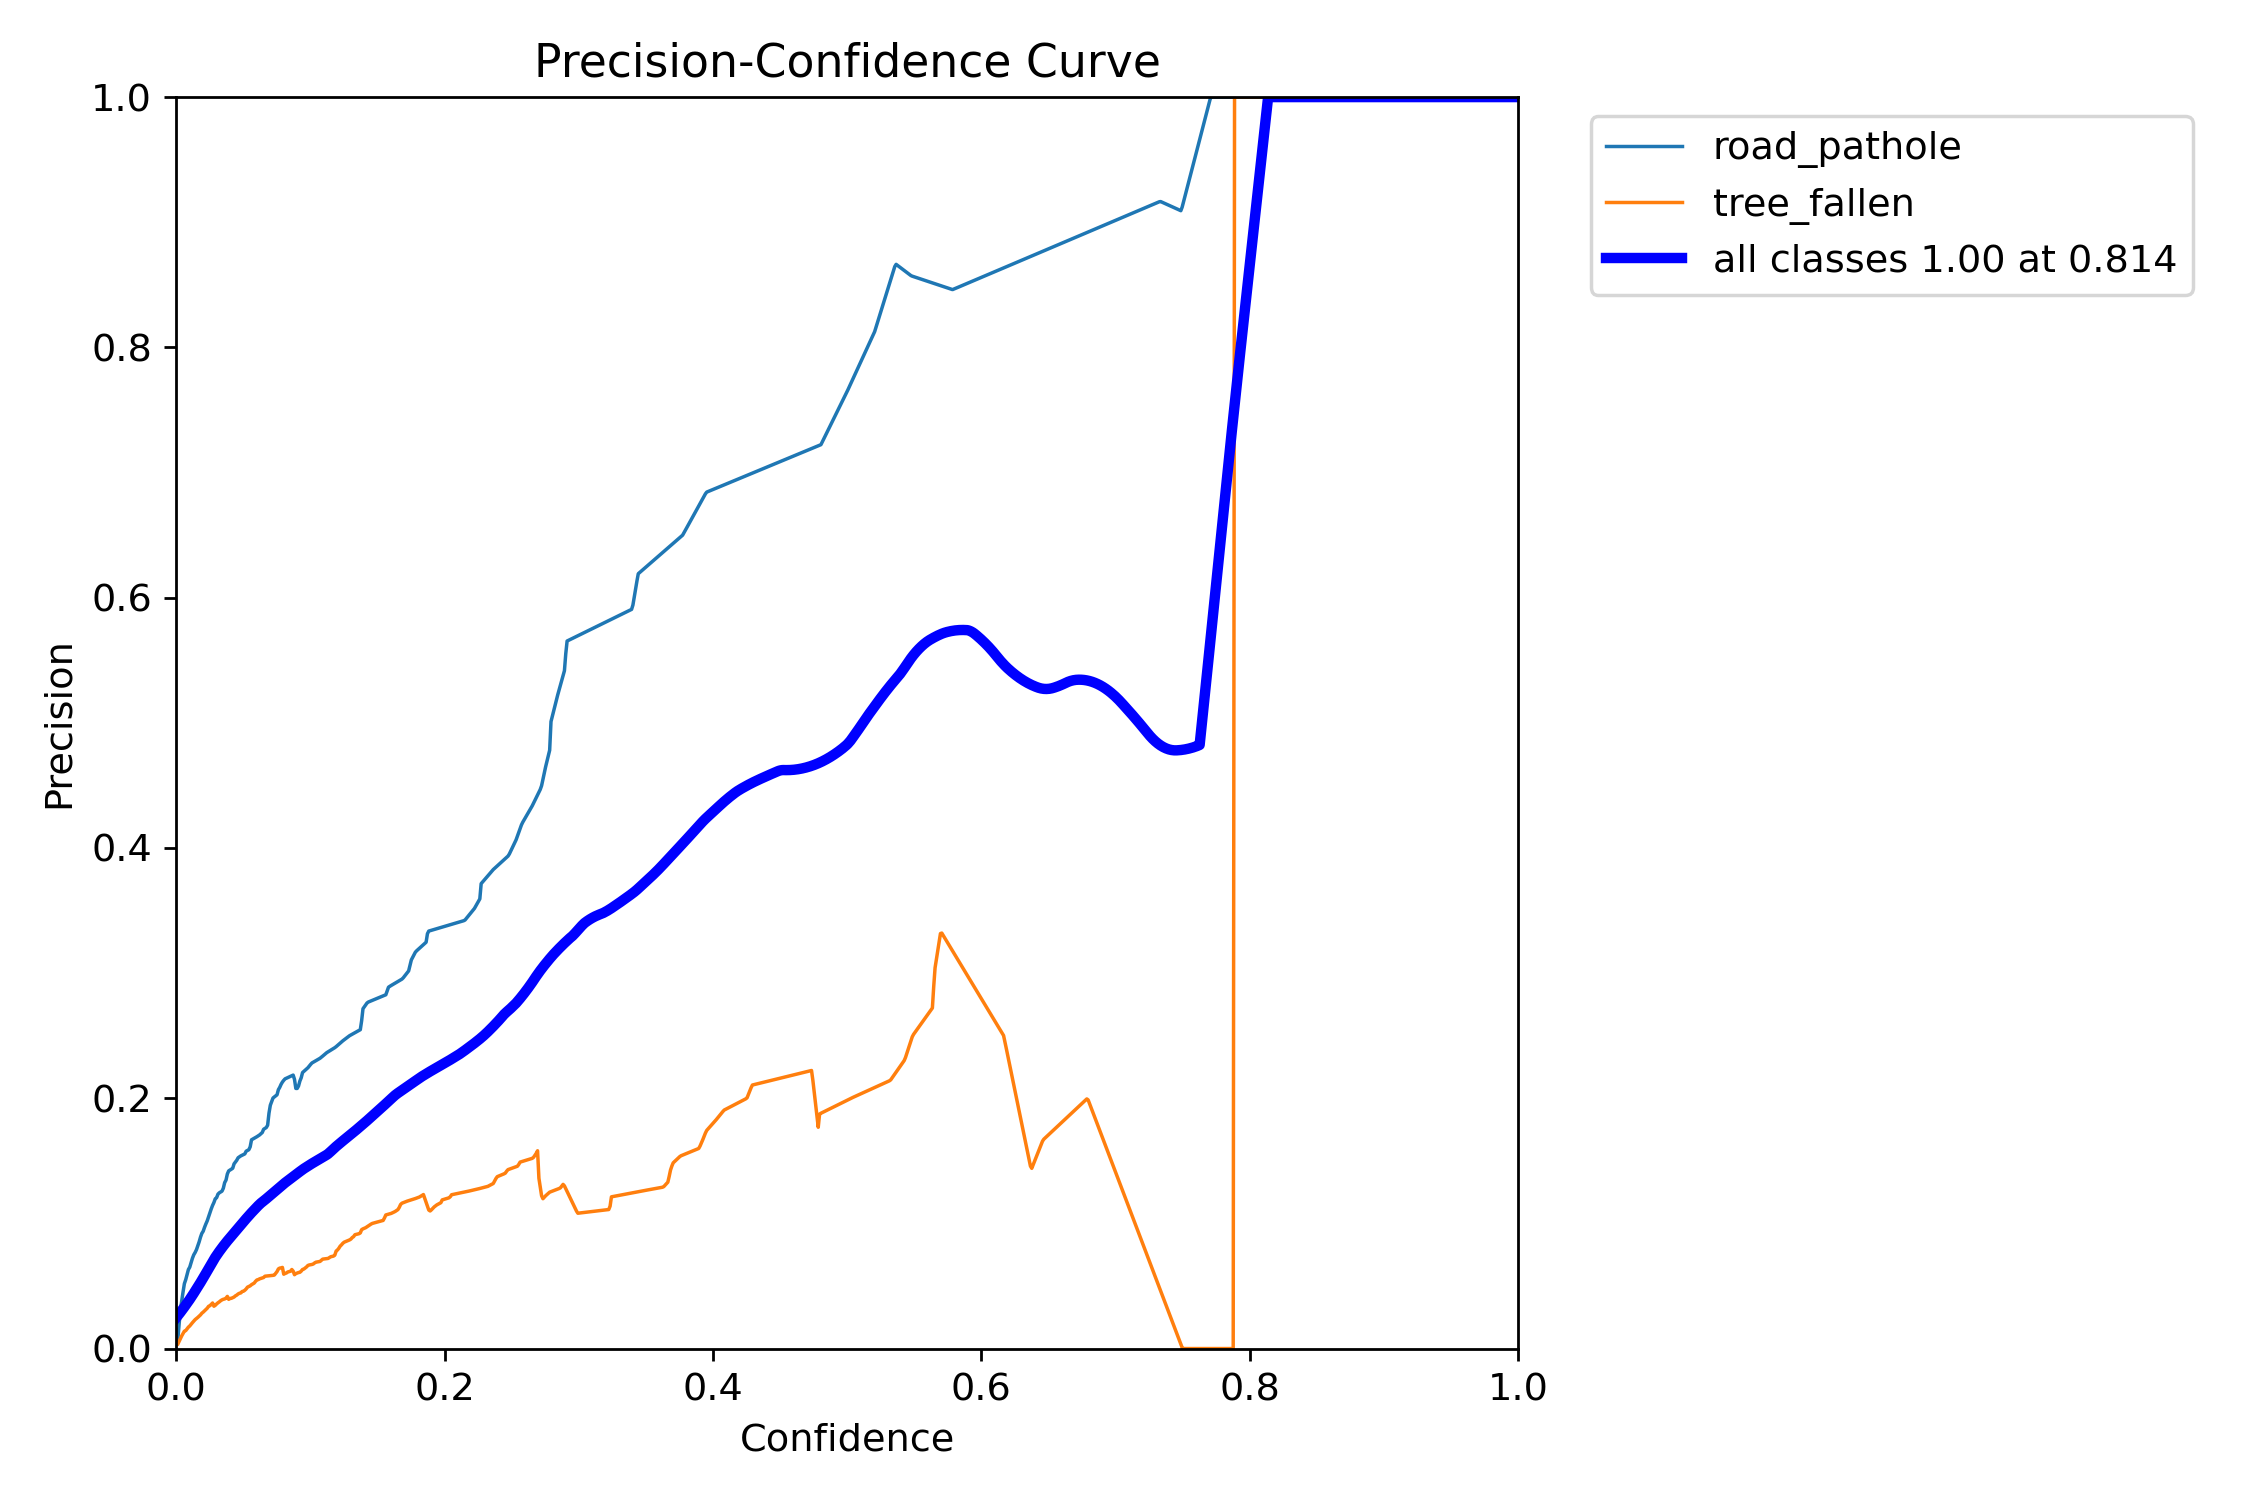 Precision-Confidence Curve
1.0
0.8
0.6
0.4
0.2
0.0
Precision
0.0 0.2 0.4 0.6 0.8 1.0
Confidence
road_pathole
tree_fallen
all classes 1.00 at 0.814